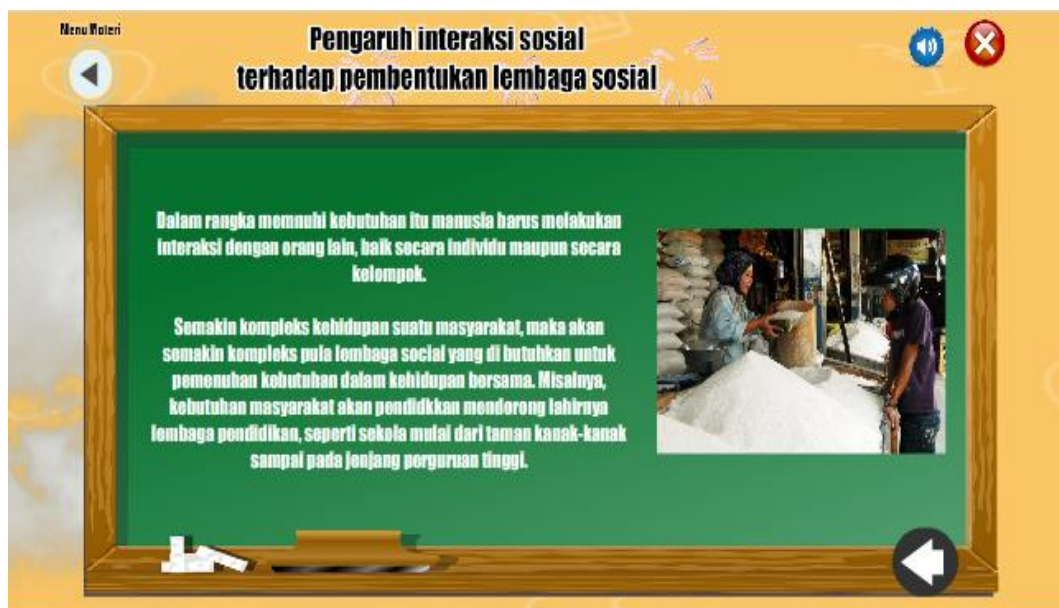 Menu Materi
Pengaruh interaksi sosial
terhadap pembentukan lembaga sosial
Dalam rangka memnuhi kebutuhan itu manusia harus melakukan
interaksi dengan orang lain, baik secara individu maupun secara
kelompok.
Semakin kompleks kehidupan suatu masyarakat, maka akan
semakin kompleks pula lembaga social yang di butuhkan untuk
pemenuhan kebutuhan dalam kehidupan bersama. Misalnya,
kebutuhan masyarakat akan pendidkkan mendorong lahirnya
lembaga pendidikan, seperti sekola mulai dari taman kanak-kanak
sampai pada jenjang perguruan tinggi.